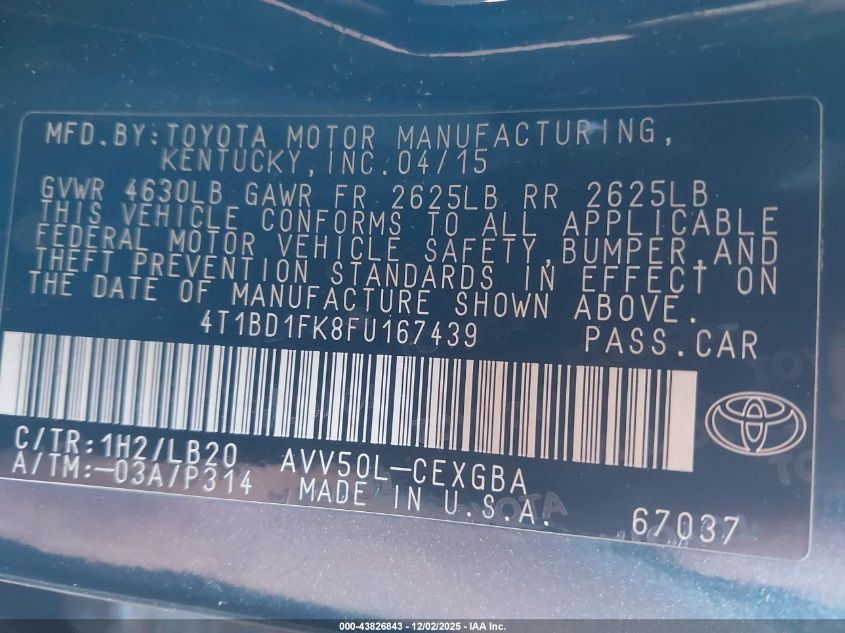 MFD.BY:TOYOTA MOTOR MANUFACTURING,
KENTUCKY,INC.04/15
GVWR 4630LB GAWR FR 2625LB RR 2625LB
THIS VEHICLE CONFORMS TO ALL APPLICABLE
FEDERAL MOTOR VEHICLE SAFETY,BUMPER,AND
THEFT PREVENTION STANDARDS IN EFFECT ON
THE DATE OF MANUFACTURE SHOWN ABOVE.
4T1BD1FK8FU167439 PASS.CAR
C/TR:1H2/LB20 AVV50L-CEXGBA
A/TM:-03A/P314 MADE IN U.S.A. 67037
000-43826843 • 12/02/2025 - IAA Inc.